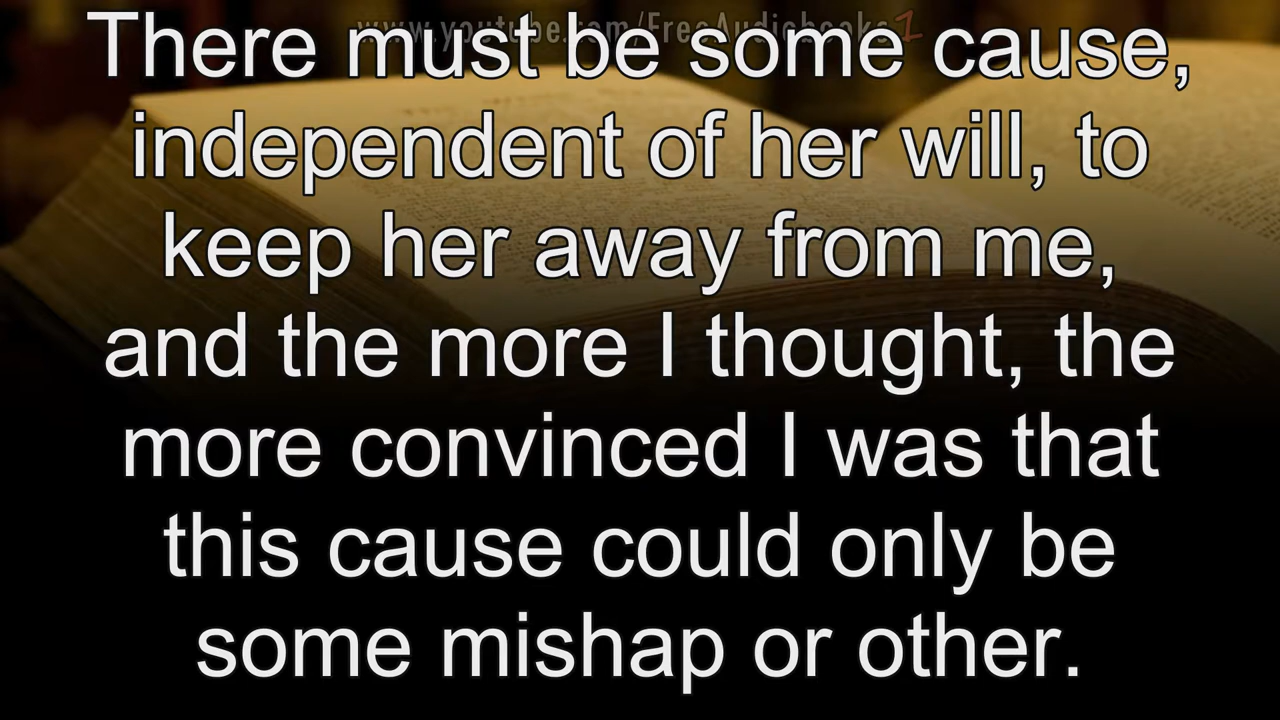 www.youtube.com/FreeAudiobooks1
There must be some cause,
independent of her will, to
keep her away from me,
and the more I thought, the
more convinced I was that
this cause could only be
some mishap or other.